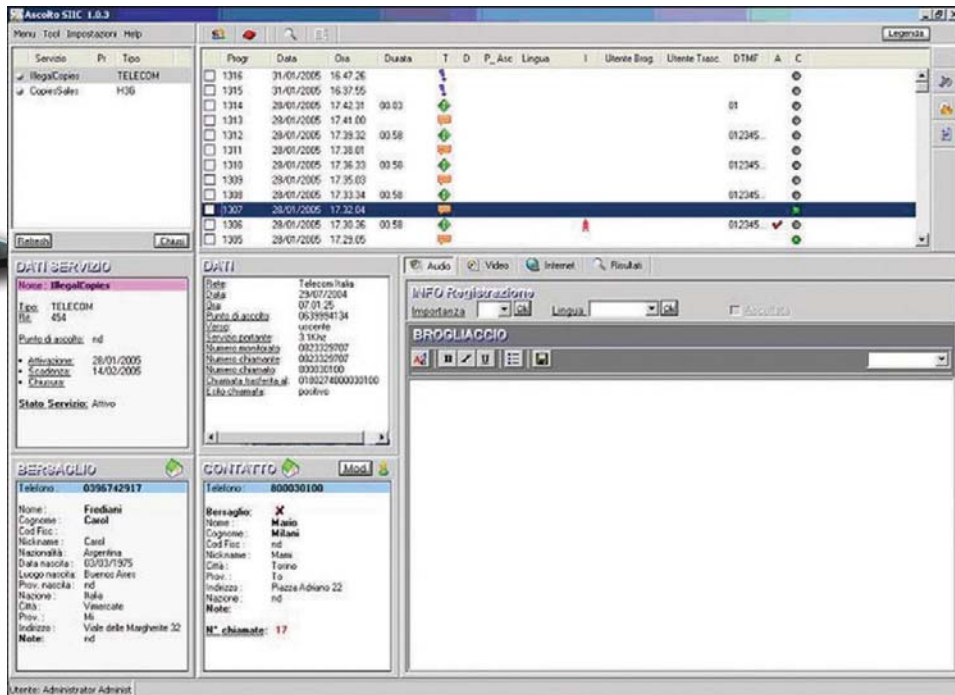 Ascolto SIIC 1.0.3
Menu Tool Impostazioni Help
Legenda
Servizio Pr Tipo
IllegalCopies TELECOM
CopiesSales H3G
Refresh Chiudi
Progr Data Ora Durata T D P_Asc Lingua I Utente Brog. Utente Trasc. DTMF A C
1316 31/01/2005 16.47.26
1315 31/01/2005 16.37.55
1314 28/01/2005 17.42.31 00.03 01
1313 28/01/2005 17.41.00
1312 28/01/2005 17.39.32 00.58 012345...
1311 28/01/2005 17.38.01
1310 28/01/2005 17.36.33 00.58 012345...
1309 28/01/2005 17.35.03
1308 28/01/2005 17.33.34 00.58 012345...
1307 28/01/2005 17.32.04
1306 28/01/2005 17.30.36 00.58 012345...
1305 28/01/2005 17.29.05
DATI SERVIZIO
Nome: IllegalCopies
Tipo: TELECOM
Rif. 454
Punto di ascolto: nd
Attivazione: 28/01/2005
Scadenza: 14/02/2005
Chiusura:
Stato Servizio: Attivo
DATI
Rete: Telecom Italia
Data: 29/07/2004
Ora: 07.01.25
Punto di ascolto: 0639994134
Verso: uscente
Servizio portante: 3.1Khz
Numero monitorato: 0823329707
Numero chiamante: 0823329707
Numero chiamato: 800030100
Chiamata trasferita al: 0180274800030100
Esito chiamata: positivo
Audio Video Internet Risultati
INFO Registrazione
Importanza Ok Lingua Ok Ascoltata
BROGLIACCIO
B I U
BERSAGLIO
Telefono: 0396742917
Nome: Frediani
Cognome: Carol
Cod Fisc:
Nickname: Carol
Nazionalità: Argentina
Data nascita: 03/03/1975
Luogo nascita: Buenos Aires
Prov. nascita: nd
Nazione: Italia
Città: Vimercate
Prov.: Mi
Indirizzo: Viale delle Margherite 32
Note: nd
CONTATTO Mod.
Telefono: 800030100
Bersaglio: X
Nome: Mario
Cognome: Milani
Cod Fisc: nd
Nickname: Mami
Città: Torino
Prov.: To
Indirizzo: Piazza Adriano 22
Nazione: nd
Note:
N° chiamate: 17
Utente: Administrator Administ